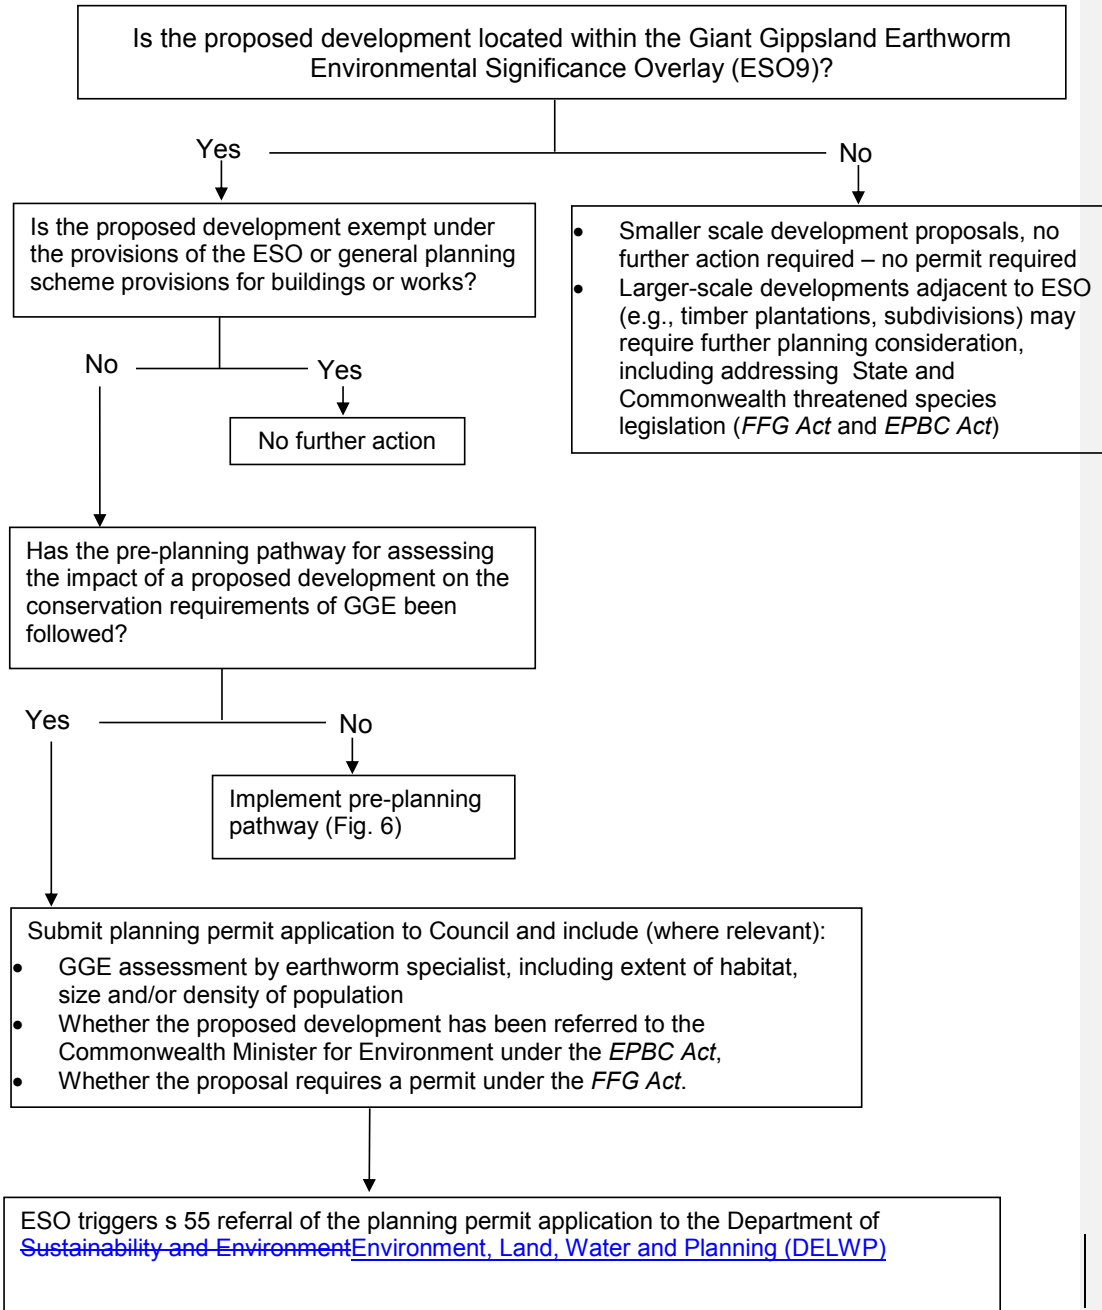 Is the proposed development located within the Giant Gippsland Earthworm
Environmental Significance Overlay (ESO9)?
Yes
No
Is the proposed development exempt under
the provisions of the ESO or general planning
scheme provisions for buildings or works?
• Smaller scale development proposals, no
further action required – no permit required
• Larger-scale developments adjacent to ESO
(e.g., timber plantations, subdivisions) may
require further planning consideration,
including addressing State and
Commonwealth threatened species
legislation (FFG Act and EPBC Act)
No
Yes
No further action
Has the pre-planning pathway for assessing
the impact of a proposed development on the
conservation requirements of GGE been
followed?
Yes
No
Implement pre-planning
pathway (Fig. 6)
Submit planning permit application to Council and include (where relevant):
• GGE assessment by earthworm specialist, including extent of habitat,
size and/or density of population
• Whether the proposed development has been referred to the
Commonwealth Minister for Environment under the EPBC Act,
• Whether the proposal requires a permit under the FFG Act.
ESO triggers s 55 referral of the planning permit application to the Department of
Sustainability and EnvironmentEnvironment, Land, Water and Planning (DELWP)